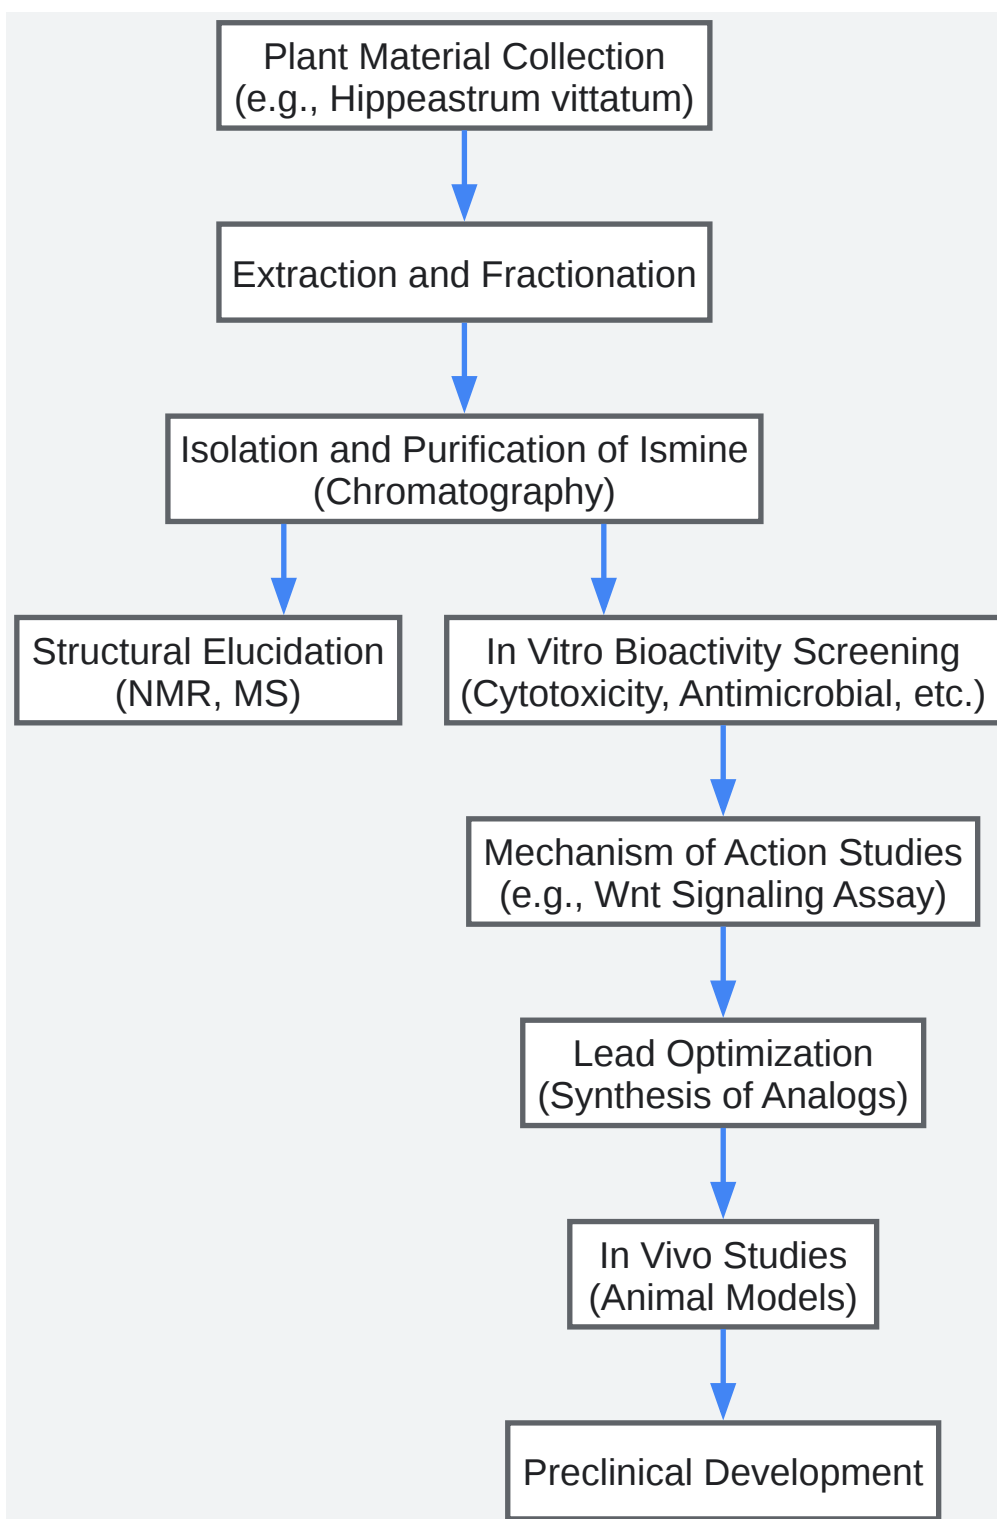 Plant Material Collection
(e.g., Hippeastrum vittatum)
Extraction and Fractionation
Isolation and Purification of Ismine
(Chromatography)
Structural Elucidation
(NMR, MS)
In Vitro Bioactivity Screening
(Cytotoxicity, Antimicrobial, etc.)
Mechanism of Action Studies
(e.g., Wnt Signaling Assay)
Lead Optimization
(Synthesis of Analogs)
In Vivo Studies
(Animal Models)
Preclinical Development